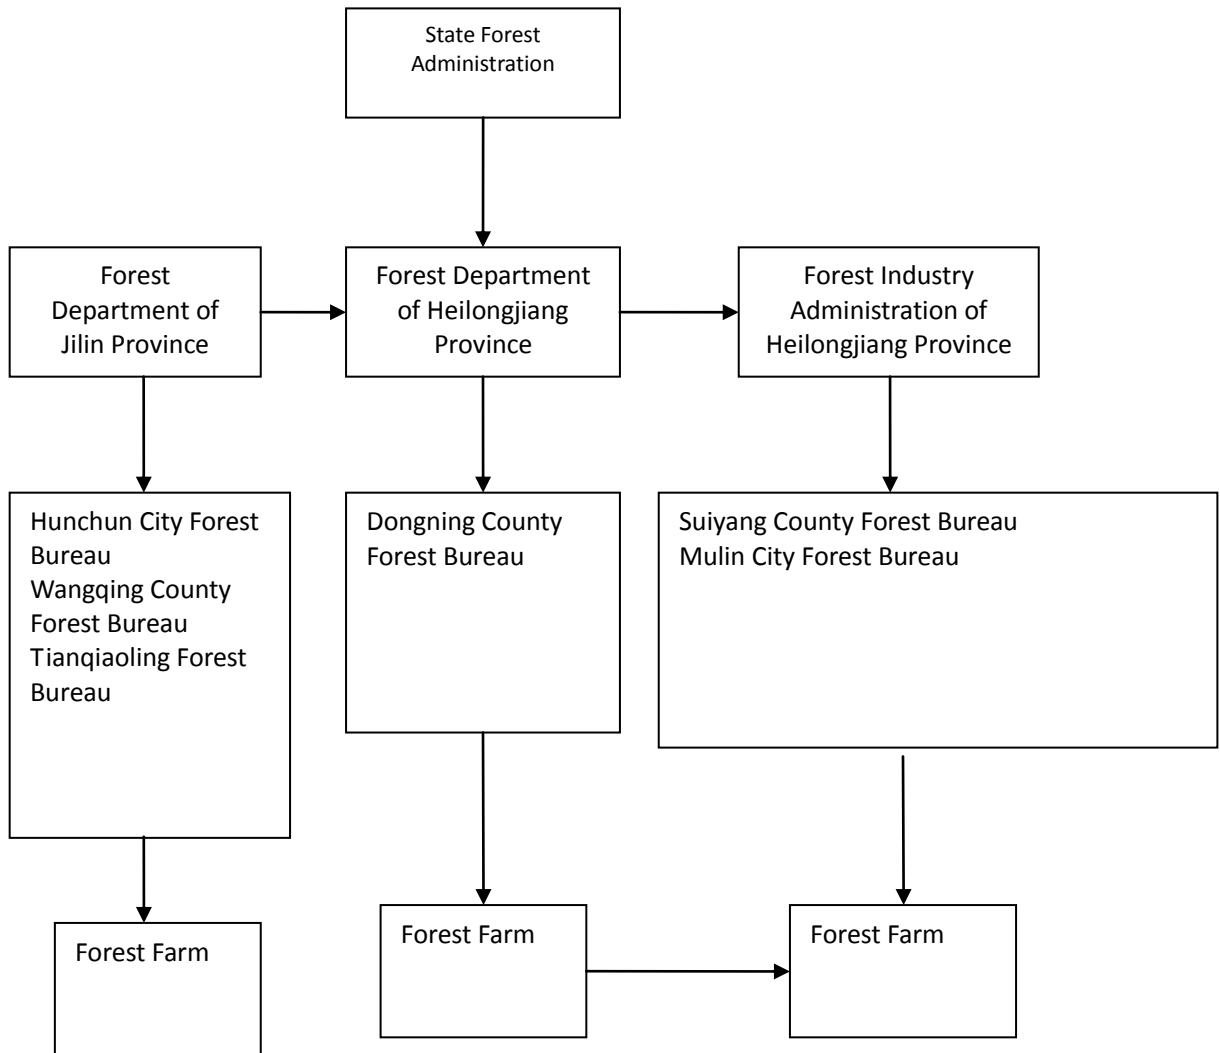 State Forest
Administration
Forest
Department of
Jilin Province
Forest Department
of Heilongjiang
Province
Forest Industry
Administration of
Heilongjiang Province
Hunchun City Forest
Bureau
Wangqing County
Forest Bureau
Tianqiaoling Forest
Bureau
Dongning County
Forest Bureau
Suiyang County Forest Bureau
Mulin City Forest Bureau
Forest Farm
Forest Farm
Forest Farm